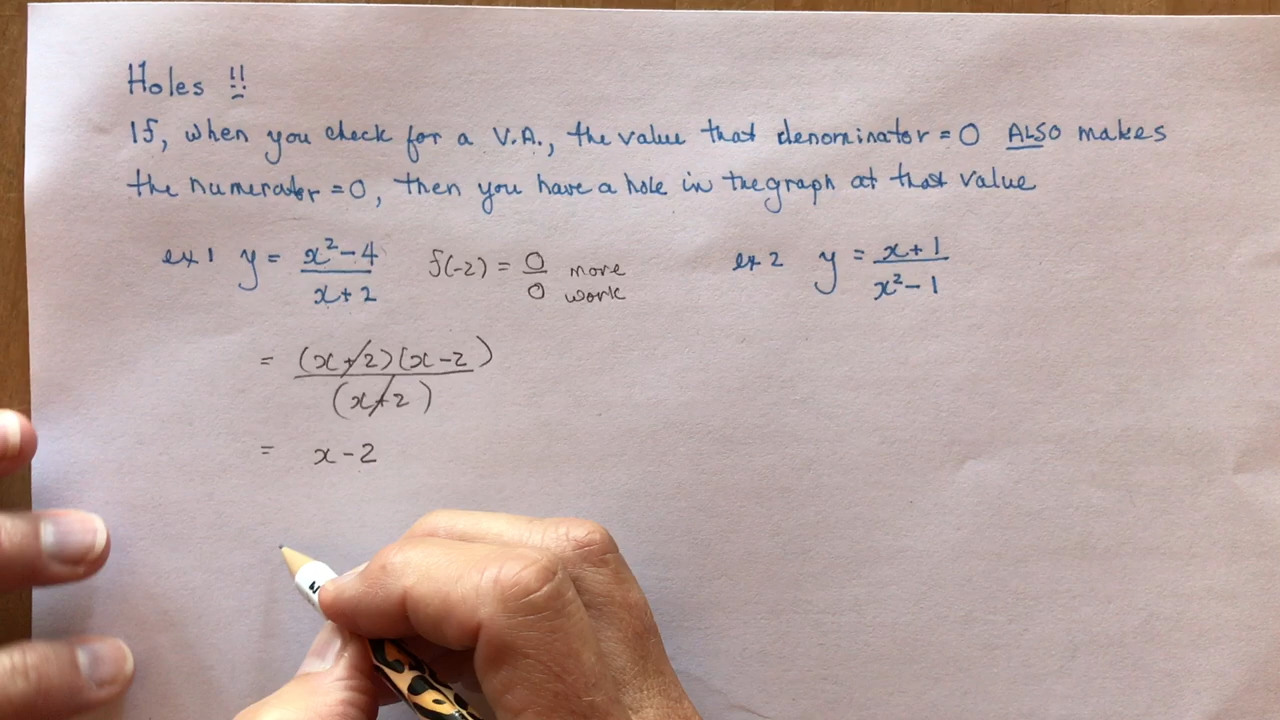 Holes !!
If, when you check for a V.A., the value that denominator = 0 ALSO makes
the numerator = 0, then you have a hole in the graph at that value
ex 1 y = x² - 4 / x + 2 f(-2) = 0 / 0 more work
ex 2 y = x + 1 / x² - 1
= (x+2)(x-2) / (x+2)
= x - 2